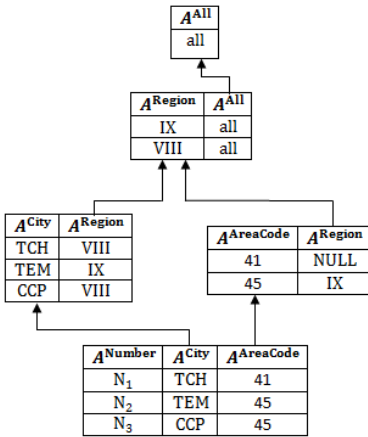 A^All
all
A^Region A^All
IX all
VIII all
A^City A^Region
TCH VIII
TEM IX
CCP VIII
A^AreaCode A^Region
41 NULL
45 IX
A^Number A^City A^AreaCode
N₁ TCH 41
N₂ TEM 45
N₃ CCP 45